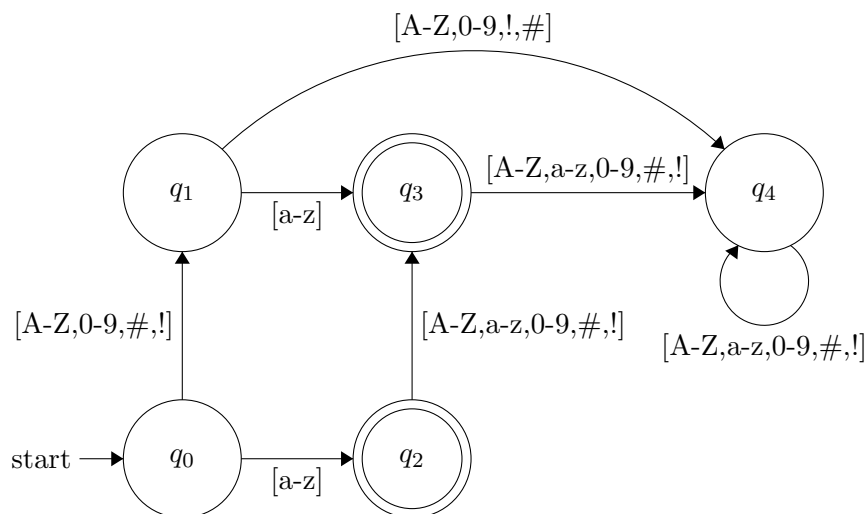 [A-Z,0-9,!,#]
q1
[a-z]
q3
[A-Z,a-z,0-9,#,!]
q4
[A-Z,0-9,#,!]
[A-Z,a-z,0-9,#,!]
[A-Z,a-z,0-9,#,!]
start
q0
[a-z]
q2